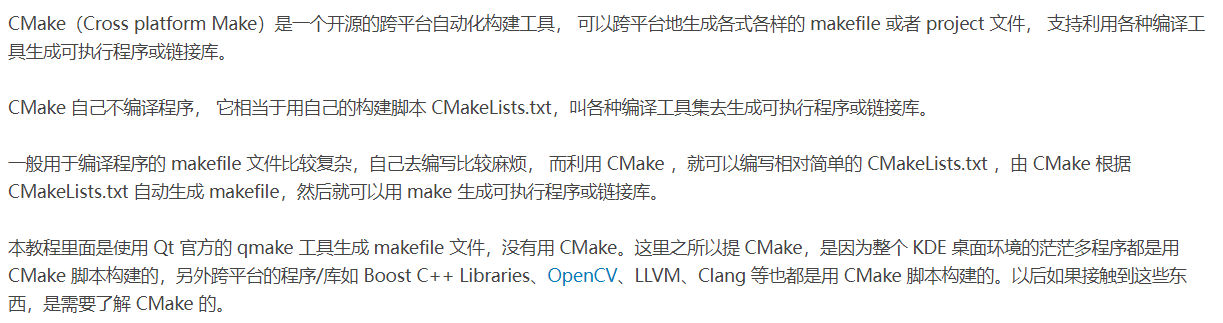 CMake（Cross platform Make）是一个开源的跨平台自动化构建工具， 可以跨平台地生成各式各样的 makefile 或者 project 文件， 支持利用各种编译工
具生成可执行程序或链接库。
CMake 自己不编译程序， 它相当于用自己的构建脚本 CMakeLists.txt，叫各种编译工具集去生成可执行程序或链接库。
一般用于编译程序的 makefile 文件比较复杂，自己去编写比较麻烦， 而利用 CMake ，就可以编写相对简单的 CMakeLists.txt ，由 CMake 根据
CMakeLists.txt 自动生成 makefile，然后就可以用 make 生成可执行程序或链接库。
本教程里面是使用 Qt 官方的 qmake 工具生成 makefile 文件，没有用 CMake。这里之所以提 CMake，是因为整个 KDE 桌面环境的茫茫多程序都是用
CMake 脚本构建的，另外跨平台的程序/库如 Boost C++ Libraries、OpenCV、LLVM、Clang 等也都是用 CMake 脚本构建的。以后如果接触到这些东
西，是需要了解 CMake 的。